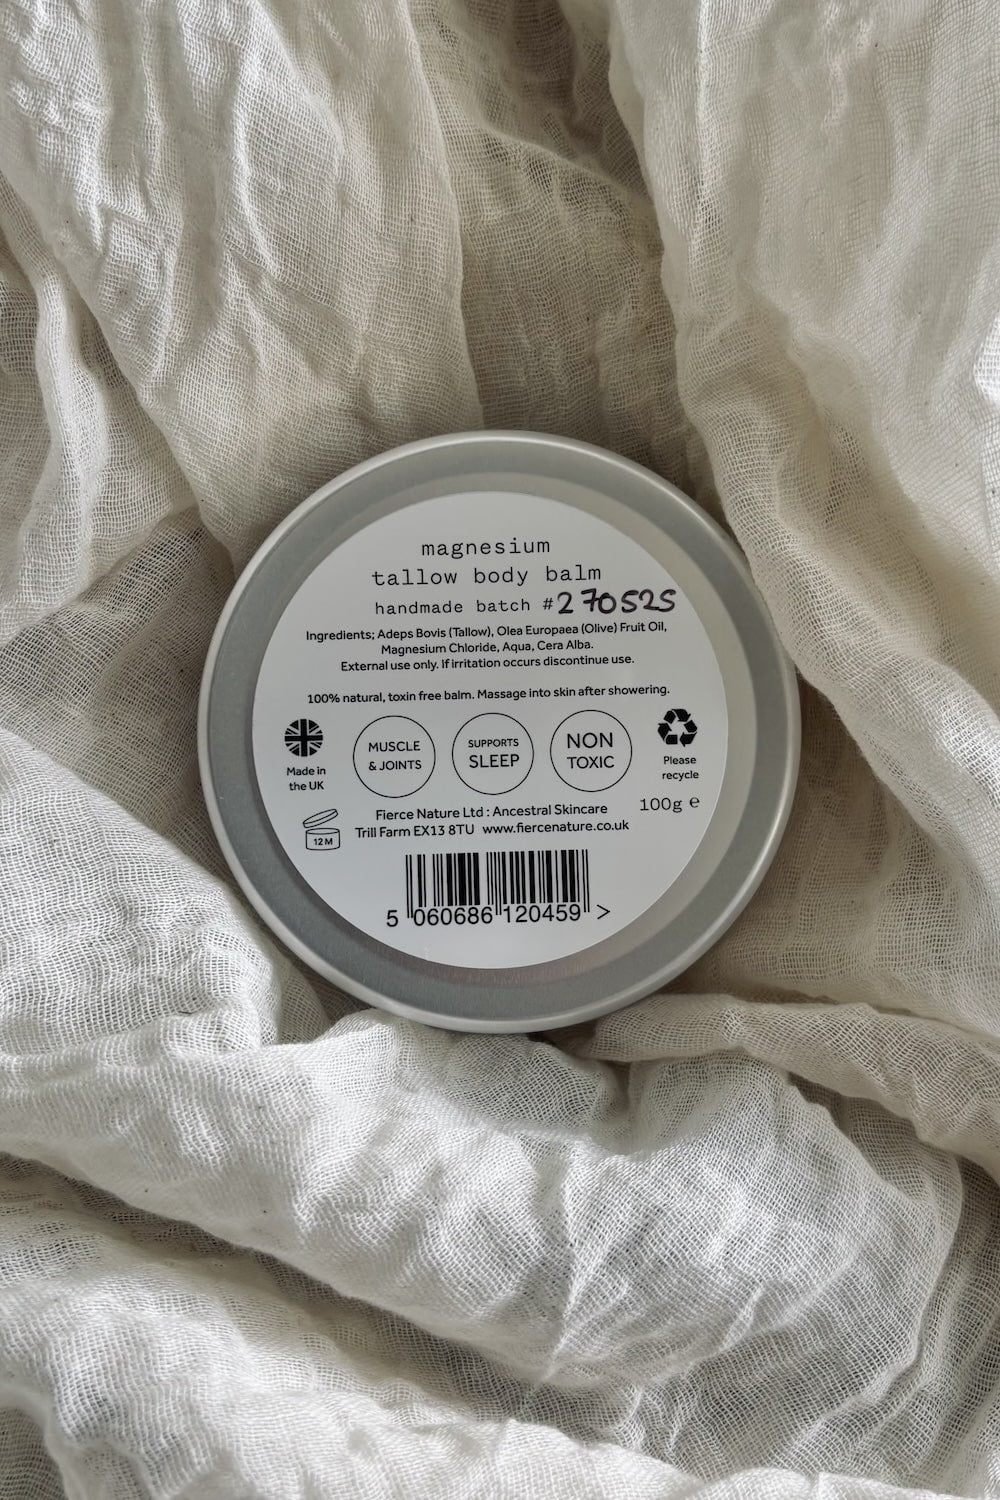 magnesium
tallow body balm
handmade batch #270525
Ingredients; Adeps Bovis (Tallow), Olea Europaea (Olive) Fruit Oil,
Magnesium Chloride, Aqua, Cera Alba.
External use only. If irritation occurs discontinue use.
100% natural, toxin free balm. Massage into skin after showering.
Made in
the UK
MUSCLE
& JOINTS
SUPPORTS
SLEEP
NON
TOXIC
Please
recycle
12 M
Fierce Nature Ltd : Ancestral Skincare
Trill Farm EX13 8TU www.fiercenature.co.uk
100g ℮
5 060686 120459 >